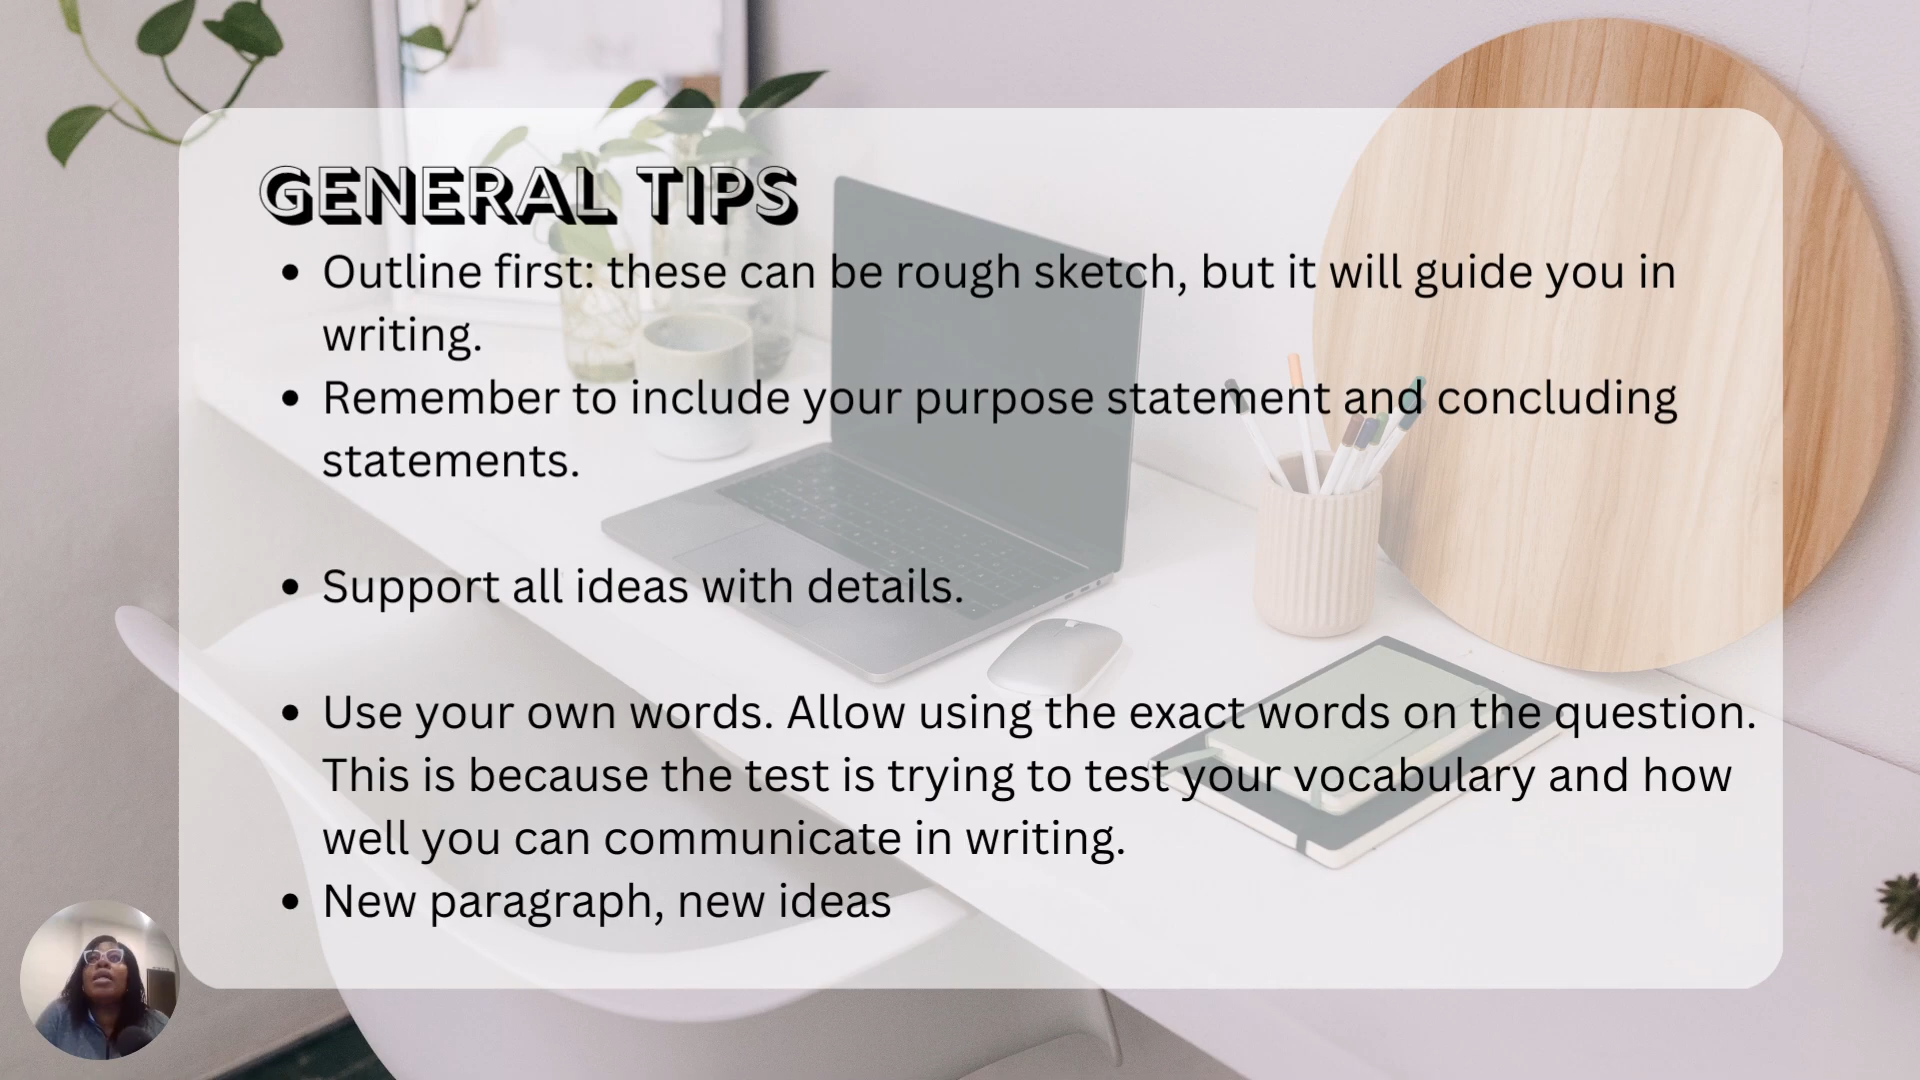 GENERAL TIPS
• Outline first: these can be rough sketch, but it will guide you in
writing.
• Remember to include your purpose statement and concluding
statements.
• Support all ideas with details.
• Use your own words. Allow using the exact words on the question.
This is because the test is trying to test your vocabulary and how
well you can communicate in writing.
• New paragraph, new ideas